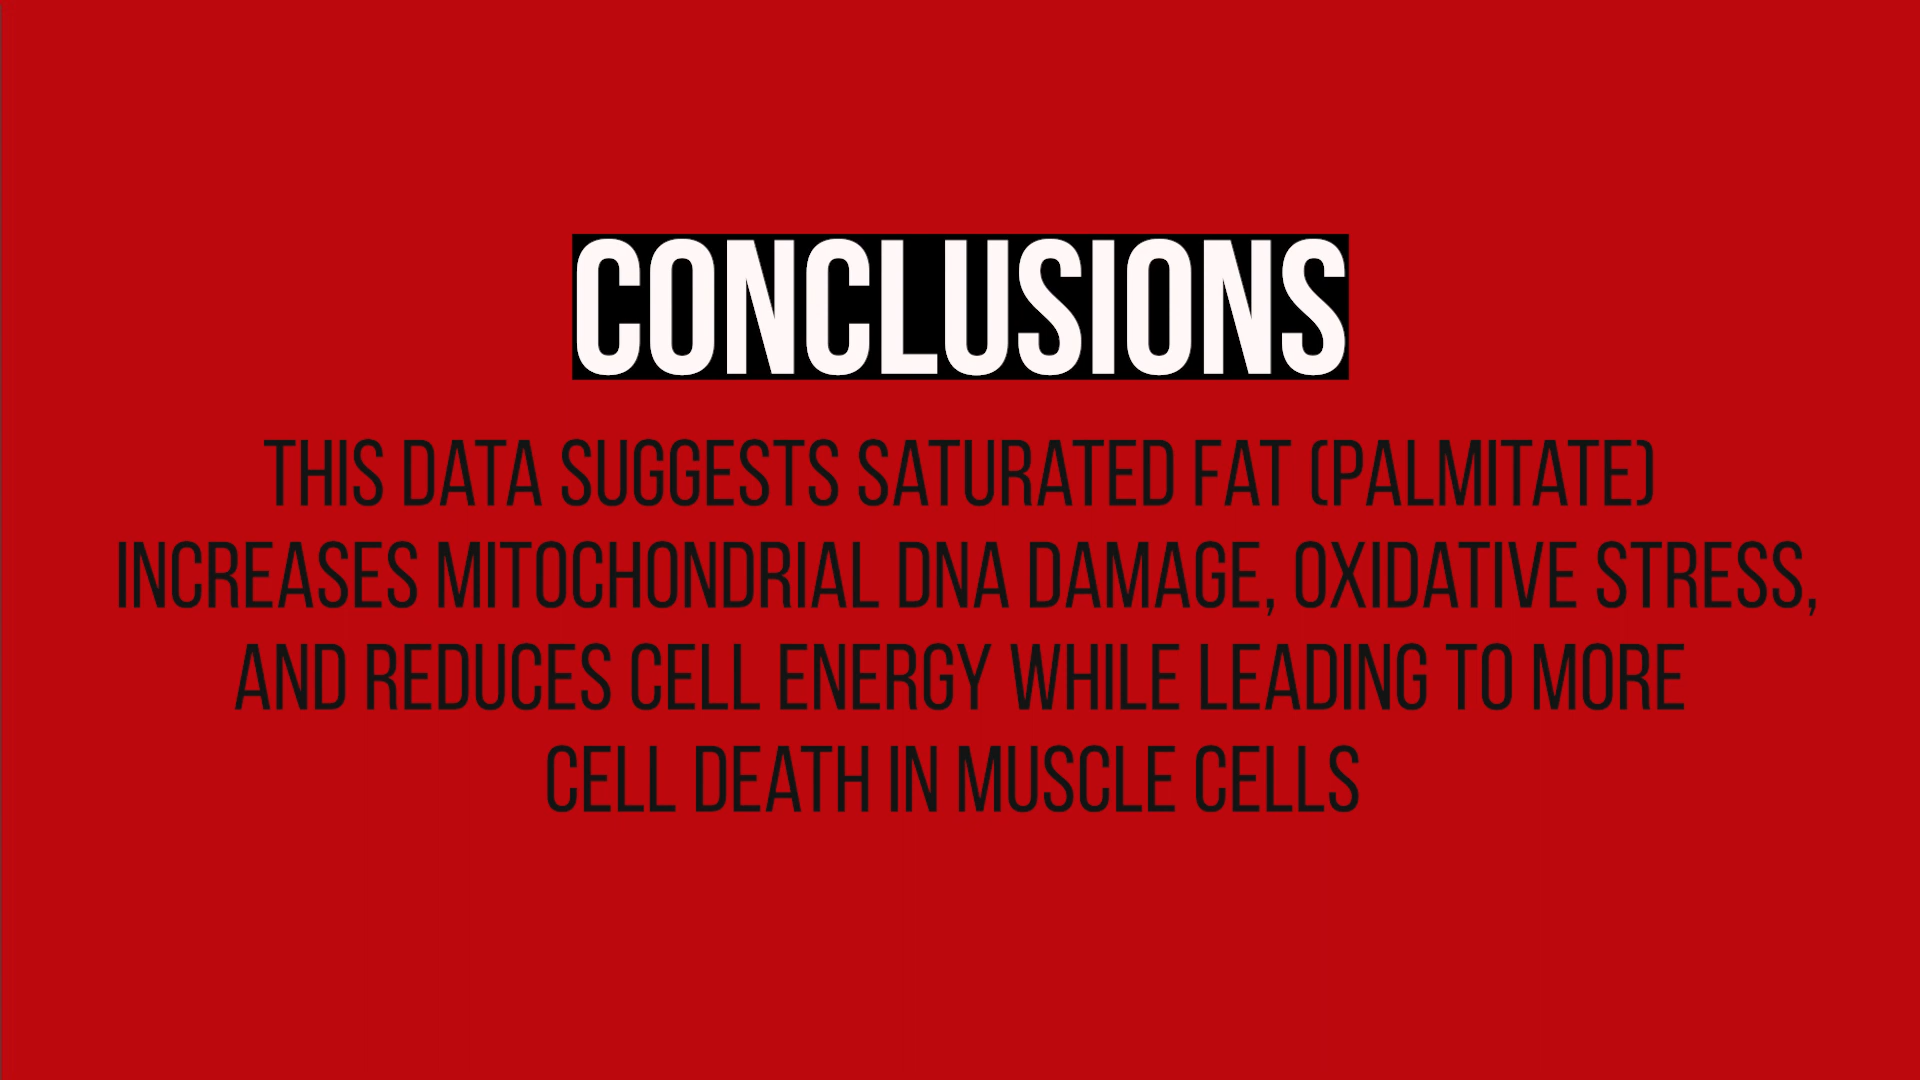 CONCLUSIONS
THIS DATA SUGGESTS SATURATED FAT (PALMITATE)
INCREASES MITOCHONDRIAL DNA DAMAGE, OXIDATIVE STRESS,
AND REDUCES CELL ENERGY WHILE LEADING TO MORE
CELL DEATH IN MUSCLE CELLS